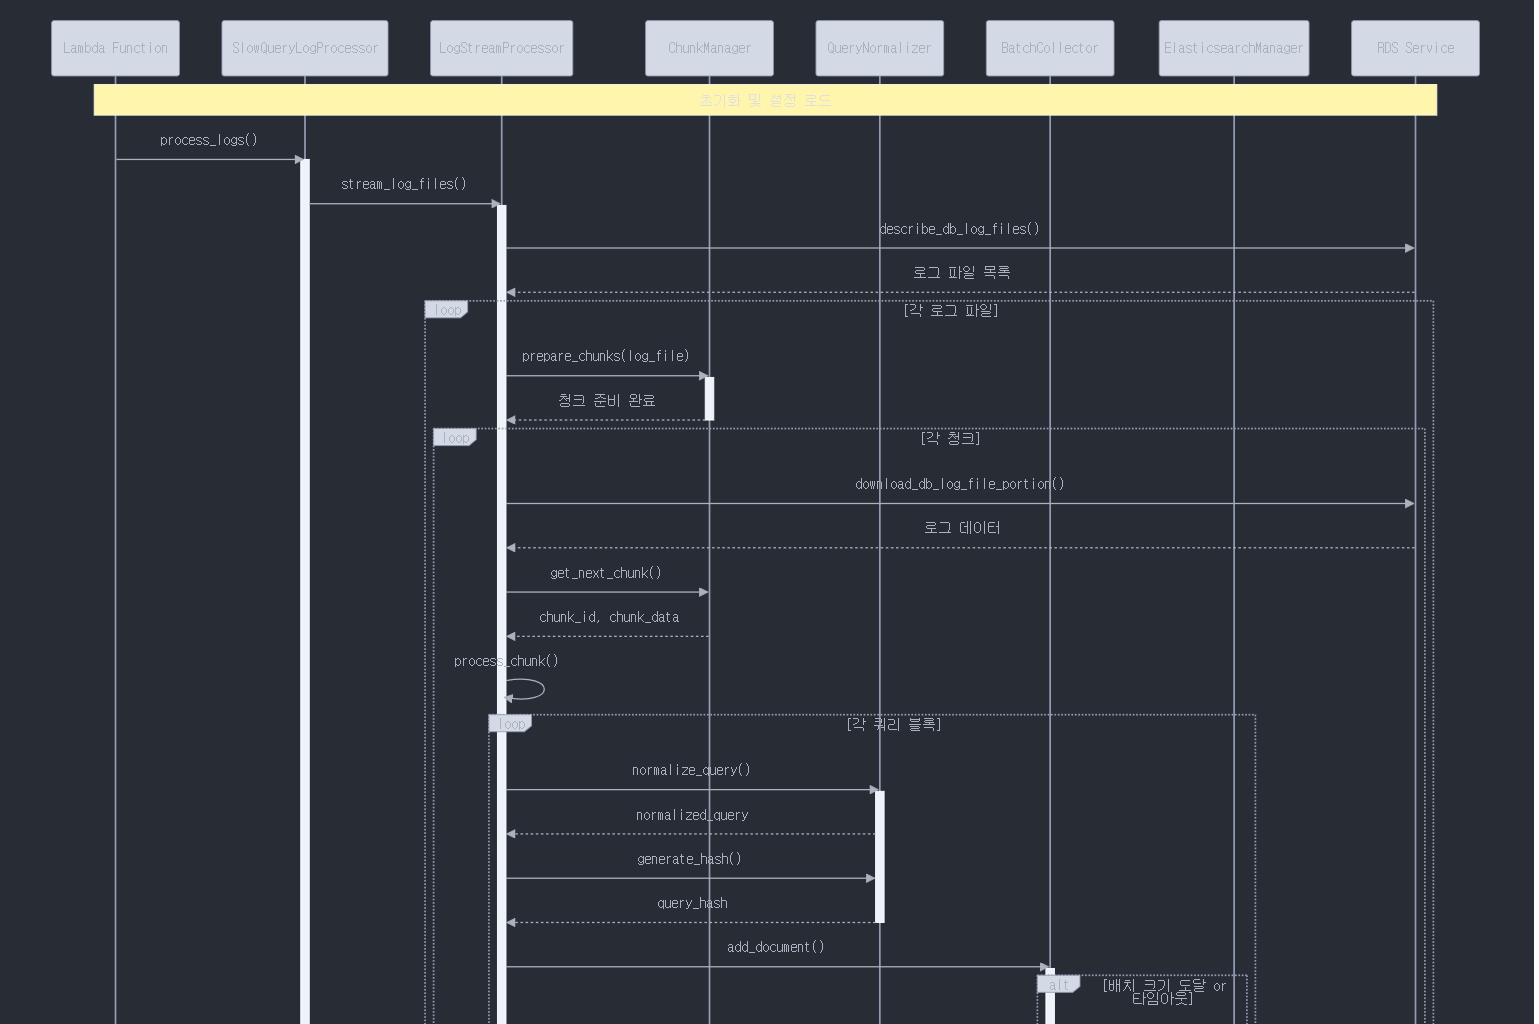 Lambda Function
SlowQueryLogProcessor
LogStreamProcessor
ChunkManager
QueryNormalizer
BatchCollector
ElasticsearchManager
RDS Service
초기화 및 설정 로드
process_logs()
stream_log_files()
describe_db_log_files()
로그 파일 목록
loop
[각 로그 파일]
prepare_chunks(log_file)
청크 준비 완료
loop
[각 청크]
download_db_log_file_portion()
로그 데이터
get_next_chunk()
chunk_id, chunk_data
process_chunk()
loop
[각 쿼리 블록]
normalize_query()
normalized_query
generate_hash()
query_hash
add_document()
alt
[배치 크기 도달 or
타임아웃]